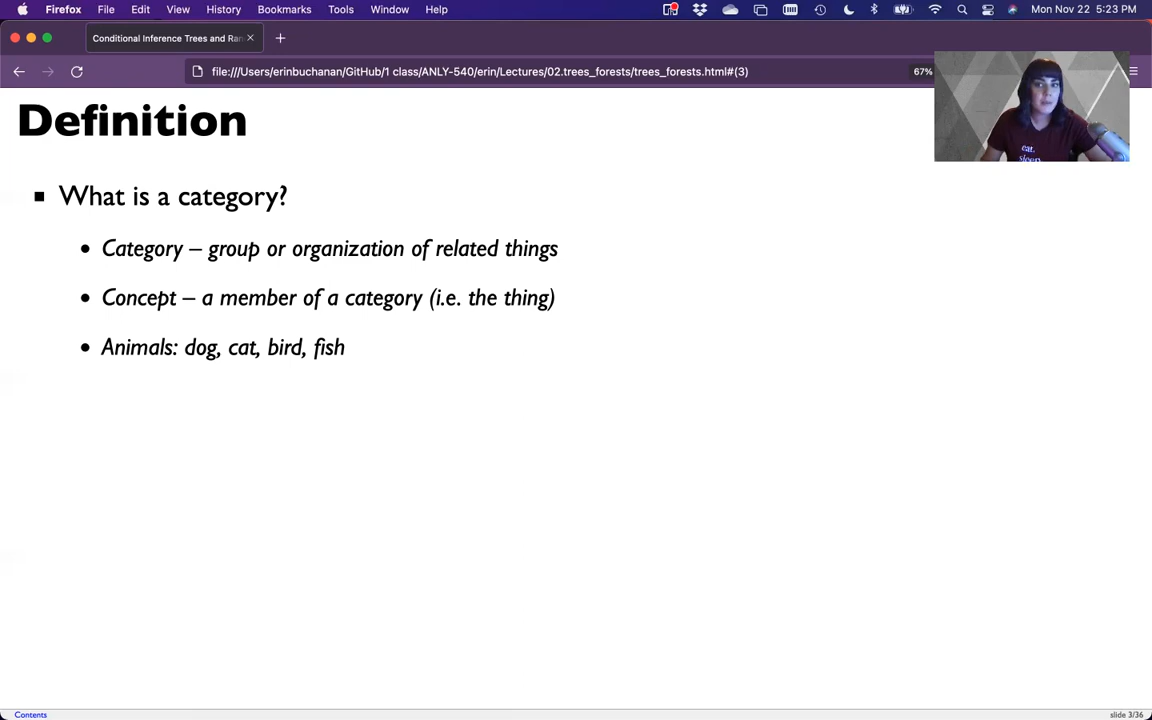 Firefox File Edit View History Bookmarks Tools Window Help Mon Nov 22 5:23 PM
Conditional Inference Trees and Ran
file:///Users/erinbuchanan/GitHub/1 class/ANLY-540/erin/Lectures/02.trees_forests/trees_forests.html#(3) 67%
Definition
eat.
sleep
What is a category?
Category – group or organization of related things
Concept – a member of a category (i.e. the thing)
Animals: dog, cat, bird, fish
Contents slide 3/36